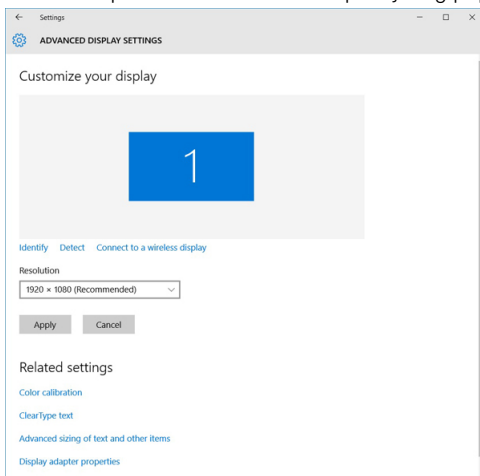 Settings
ADVANCED DISPLAY SETTINGS
Customize your display
1
Identify Detect Connect to a wireless display
Resolution
1920 × 1080 (Recommended)
Apply Cancel
Related settings
Color calibration
ClearType text
Advanced sizing of text and other items
Display adapter properties